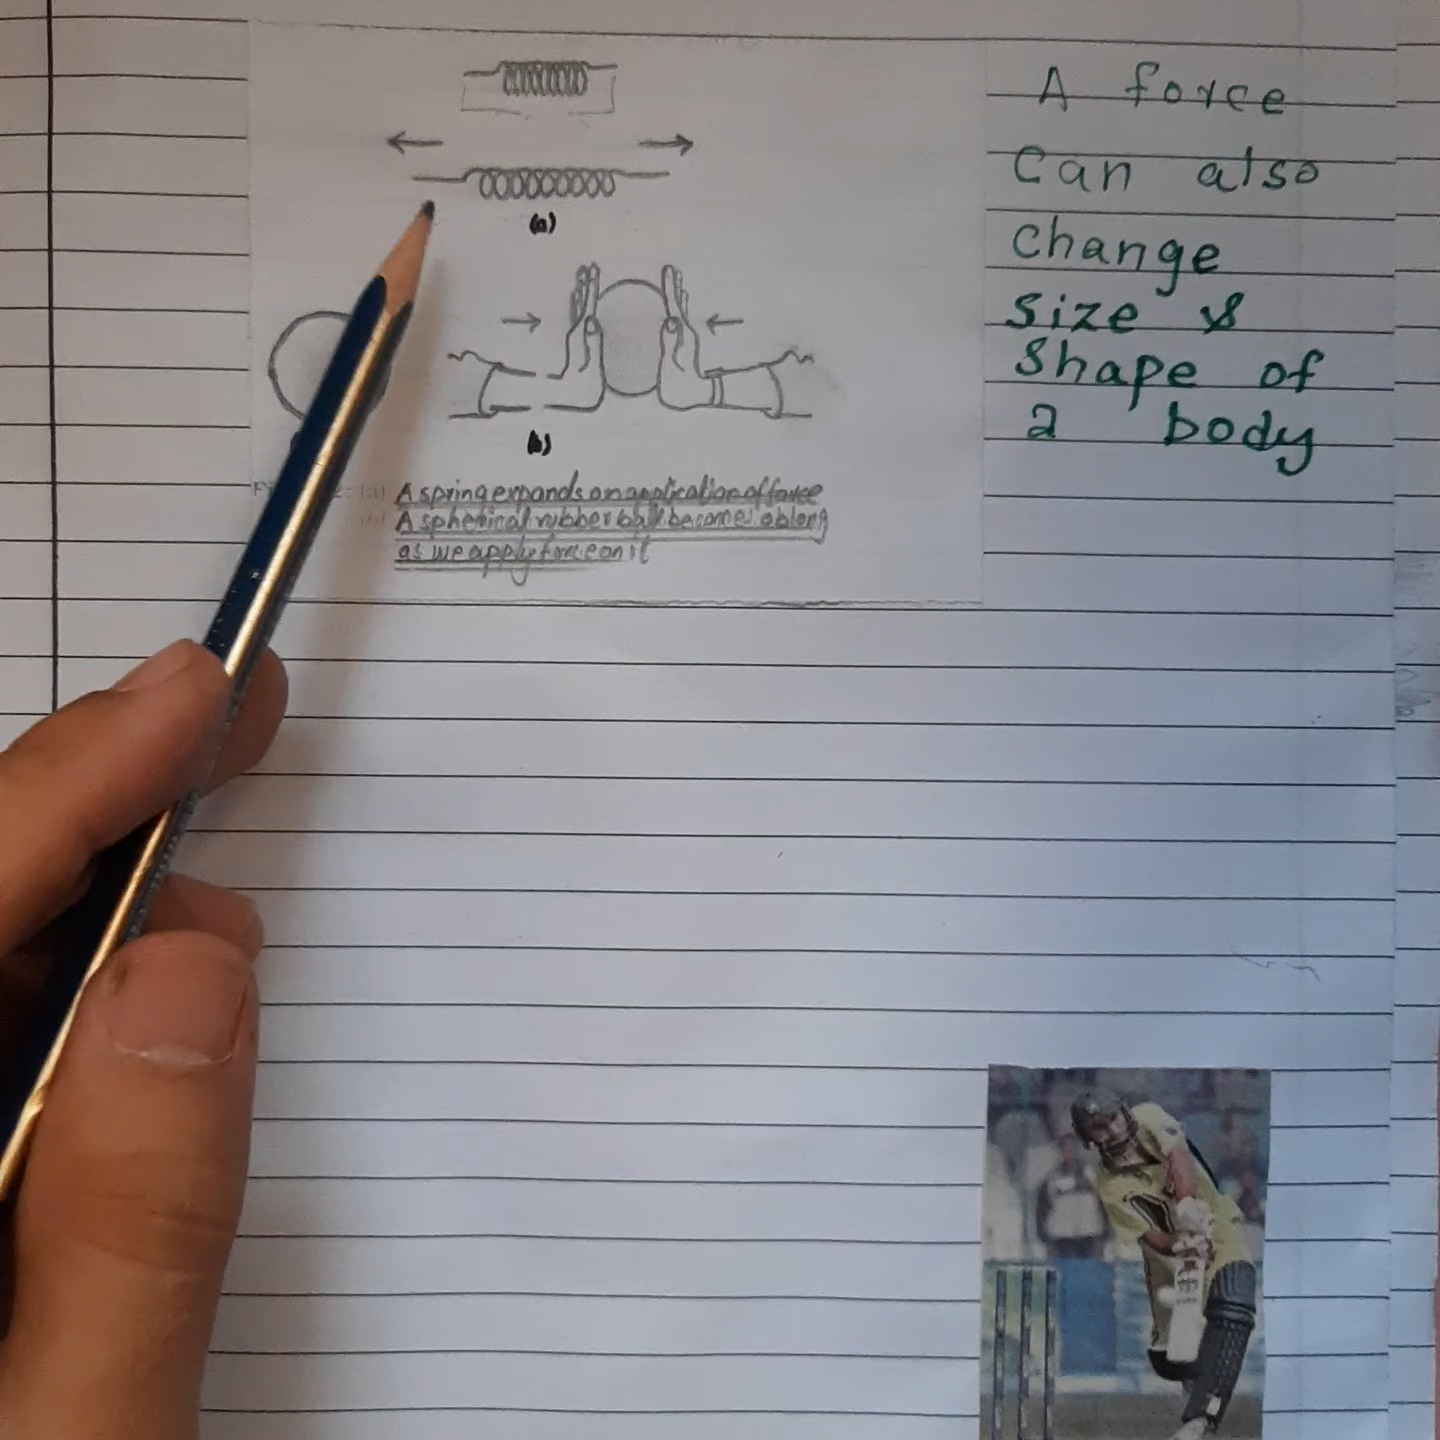 (a)
(b)
A spring expands on application of force
A spherical rubber ball become oblong
as we apply force on it
A force
can also
change
size &
shape of
a body